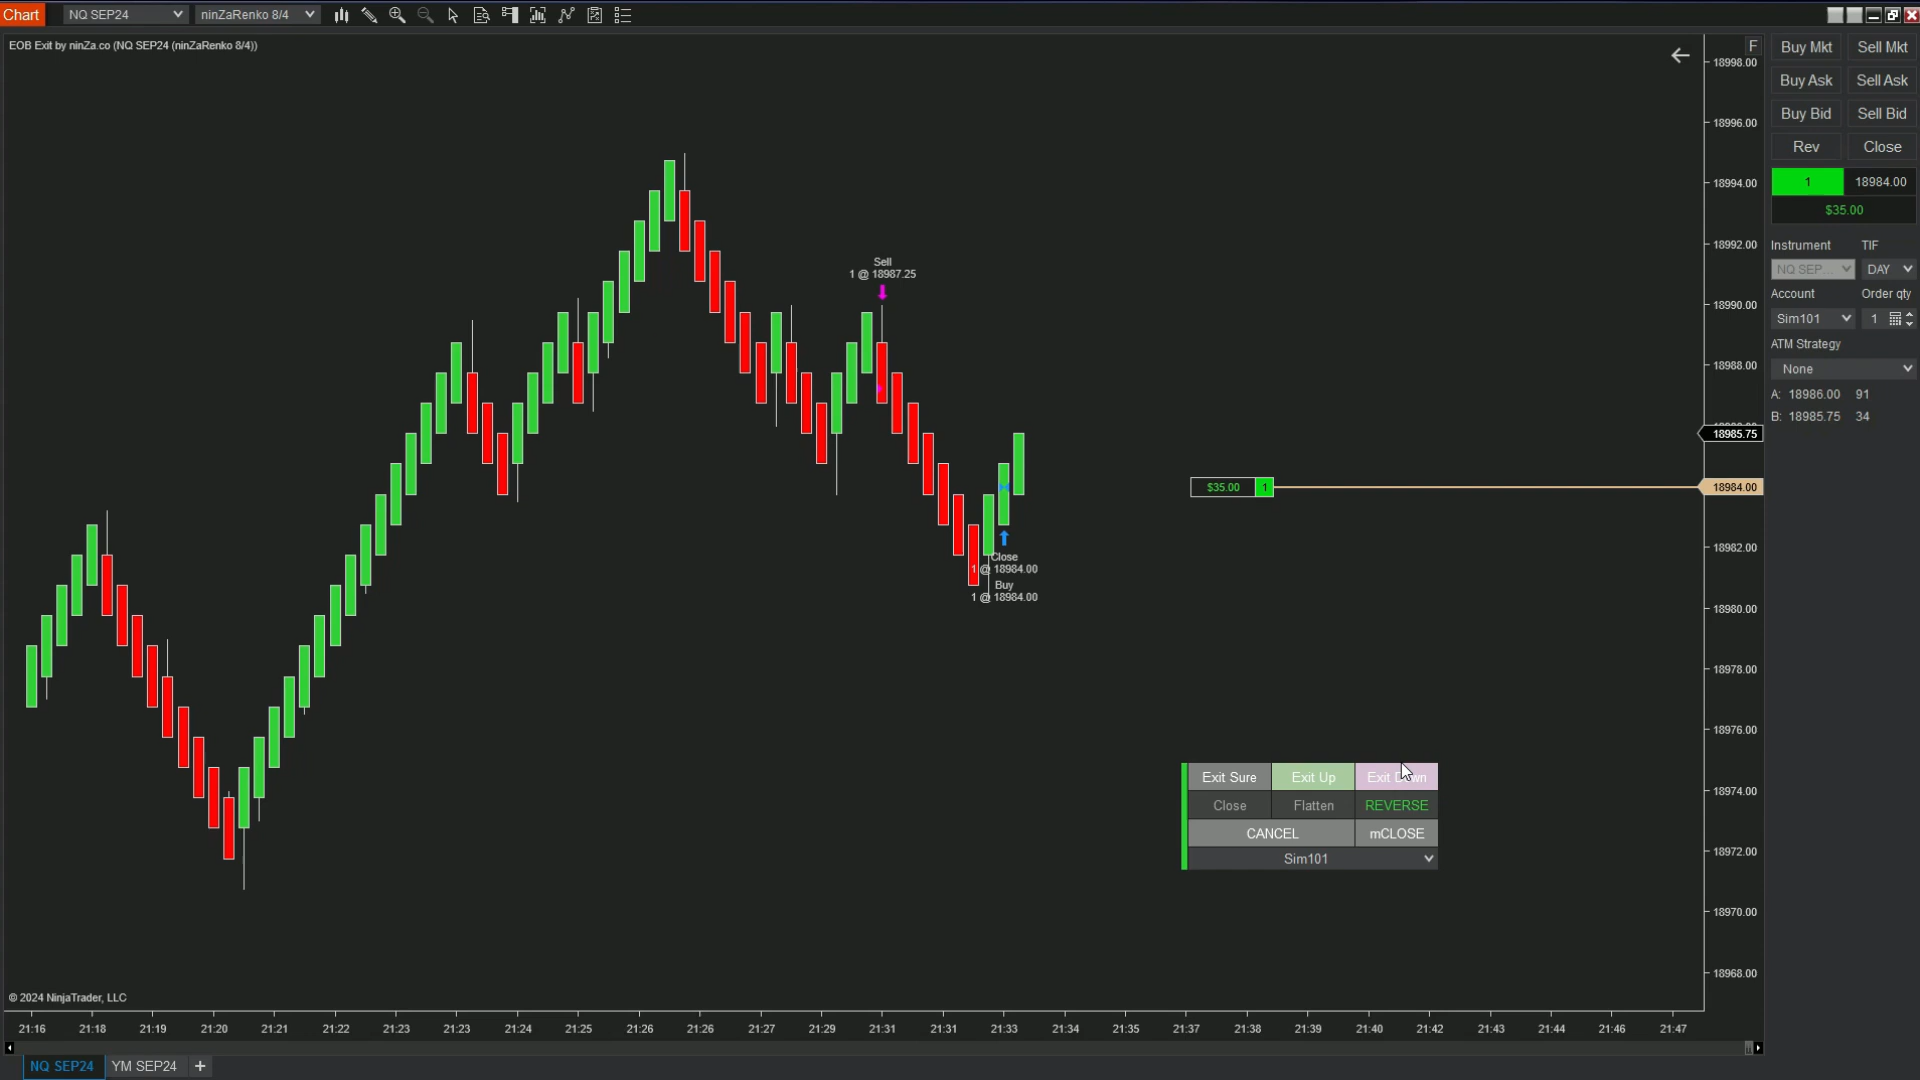 Chart NQ SEP24 ninZaRenko 8/4
EOB Exit by ninZa.co (NQ SEP24 (ninZaRenko 8/4))
F
18998.00
18996.00
18994.00
18992.00
18990.00
18988.00
18985.75
18984.00
18982.00
18980.00
18978.00
18976.00
18974.00
18972.00
18970.00
18968.00
Sell
1 @ 18987.25
Close
1 @ 18984.00
Buy
1 @ 18984.00
$35.00 1
Exit Sure Exit Up
Close Flatten REVERSE
CANCEL mCLOSE
Sim101
Buy Mkt Sell Mkt
Buy Ask Sell Ask
Buy Bid Sell Bid
Rev Close
1 18984.00
$35.00
Instrument TIF
NQ SEP... DAY
Account Order qty
Sim101 1
ATM Strategy
None
A: 18986.00 91
B: 18985.75 34
© 2024 NinjaTrader, LLC
21:16 21:18 21:19 21:20 21:21 21:22 21:23 21:23 21:24 21:25 21:26 21:26 21:27 21:29 21:31 21:31 21:33 21:34 21:35 21:37 21:38 21:39 21:40 21:42 21:43 21:44 21:46 21:47
NQ SEP24 YM SEP24 +